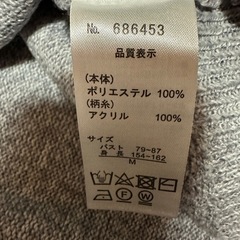 No. 686453
品質表示
(本体)
ポリエステル 100%
(柄糸)
アクリル 100%
サイズ
バスト 79~87
身長 154~162
M